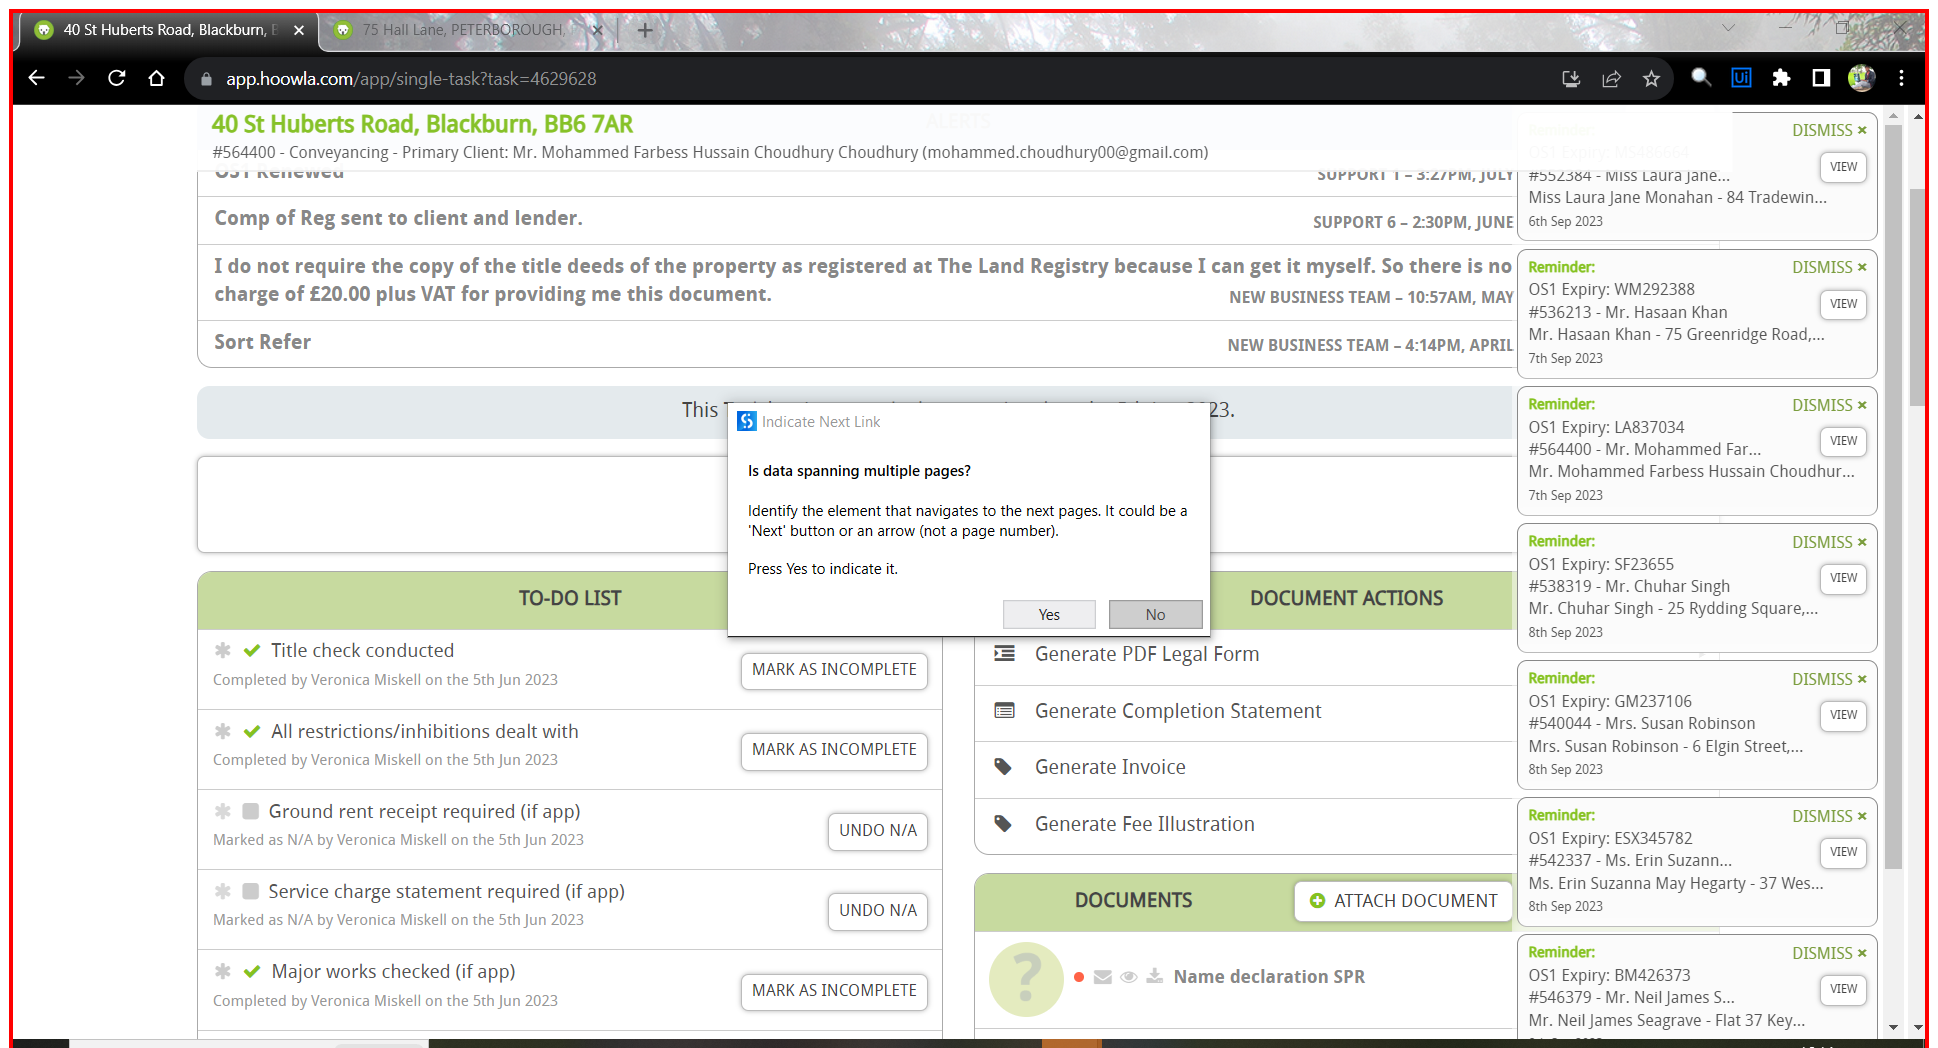 40 St Huberts Road, Blackburn, B
75 Hall Lane, PETERBOROUGH,
app.hoowla.com/app/single-task?task=4629628
Ui
40 St Huberts Road, Blackburn, BB6 7AR
ALERTS
#564400 - Conveyancing - Primary Client: Mr. Mohammed Farbess Hussain Choudhury Choudhury (mohammed.choudhury00@gmail.com)
OS1 Renewed
SUPPORT 1 – 3:27PM, JULY
Comp of Reg sent to client and lender.
SUPPORT 6 – 2:30PM, JUNE
I do not require the copy of the title deeds of the property as registered at The Land Registry because I can get it myself. So there is no
charge of £20.00 plus VAT for providing me this document.
NEW BUSINESS TEAM – 10:57AM, MAY
Sort Refer
NEW BUSINESS TEAM – 4:14PM, APRIL
This
23.
Indicate Next Link
Is data spanning multiple pages?
Identify the element that navigates to the next pages. It could be a
'Next' button or an arrow (not a page number).
Press Yes to indicate it.
Yes
No
TO-DO LIST
Title check conducted
Completed by Veronica Miskell on the 5th Jun 2023
MARK AS INCOMPLETE
All restrictions/inhibitions dealt with
Completed by Veronica Miskell on the 5th Jun 2023
MARK AS INCOMPLETE
Ground rent receipt required (if app)
Marked as N/A by Veronica Miskell on the 5th Jun 2023
UNDO N/A
Service charge statement required (if app)
Marked as N/A by Veronica Miskell on the 5th Jun 2023
UNDO N/A
Major works checked (if app)
Completed by Veronica Miskell on the 5th Jun 2023
MARK AS INCOMPLETE
DOCUMENT ACTIONS
Generate PDF Legal Form
Generate Completion Statement
Generate Invoice
Generate Fee Illustration
DOCUMENTS
ATTACH DOCUMENT
?
Name declaration SPR
Reminder:
DISMISS ×
OS1 Expiry: MS486664
VIEW
#552384 - Miss Laura Jane...
Miss Laura Jane Monahan - 84 Tradewin...
6th Sep 2023
Reminder:
DISMISS ×
OS1 Expiry: WM292388
VIEW
#536213 - Mr. Hasaan Khan
Mr. Hasaan Khan - 75 Greenridge Road,...
7th Sep 2023
Reminder:
DISMISS ×
OS1 Expiry: LA837034
VIEW
#564400 - Mr. Mohammed Far...
Mr. Mohammed Farbess Hussain Choudhur...
7th Sep 2023
Reminder:
DISMISS ×
OS1 Expiry: SF23655
VIEW
#538319 - Mr. Chuhar Singh
Mr. Chuhar Singh - 25 Rydding Square,...
8th Sep 2023
Reminder:
DISMISS ×
OS1 Expiry: GM237106
VIEW
#540044 - Mrs. Susan Robinson
Mrs. Susan Robinson - 6 Elgin Street,...
8th Sep 2023
Reminder:
DISMISS ×
OS1 Expiry: ESX345782
VIEW
#542337 - Ms. Erin Suzann...
Ms. Erin Suzanna May Hegarty - 37 Wes...
8th Sep 2023
Reminder:
DISMISS ×
OS1 Expiry: BM426373
VIEW
#546379 - Mr. Neil James S...
Mr. Neil James Seagrave - Flat 37 Key...